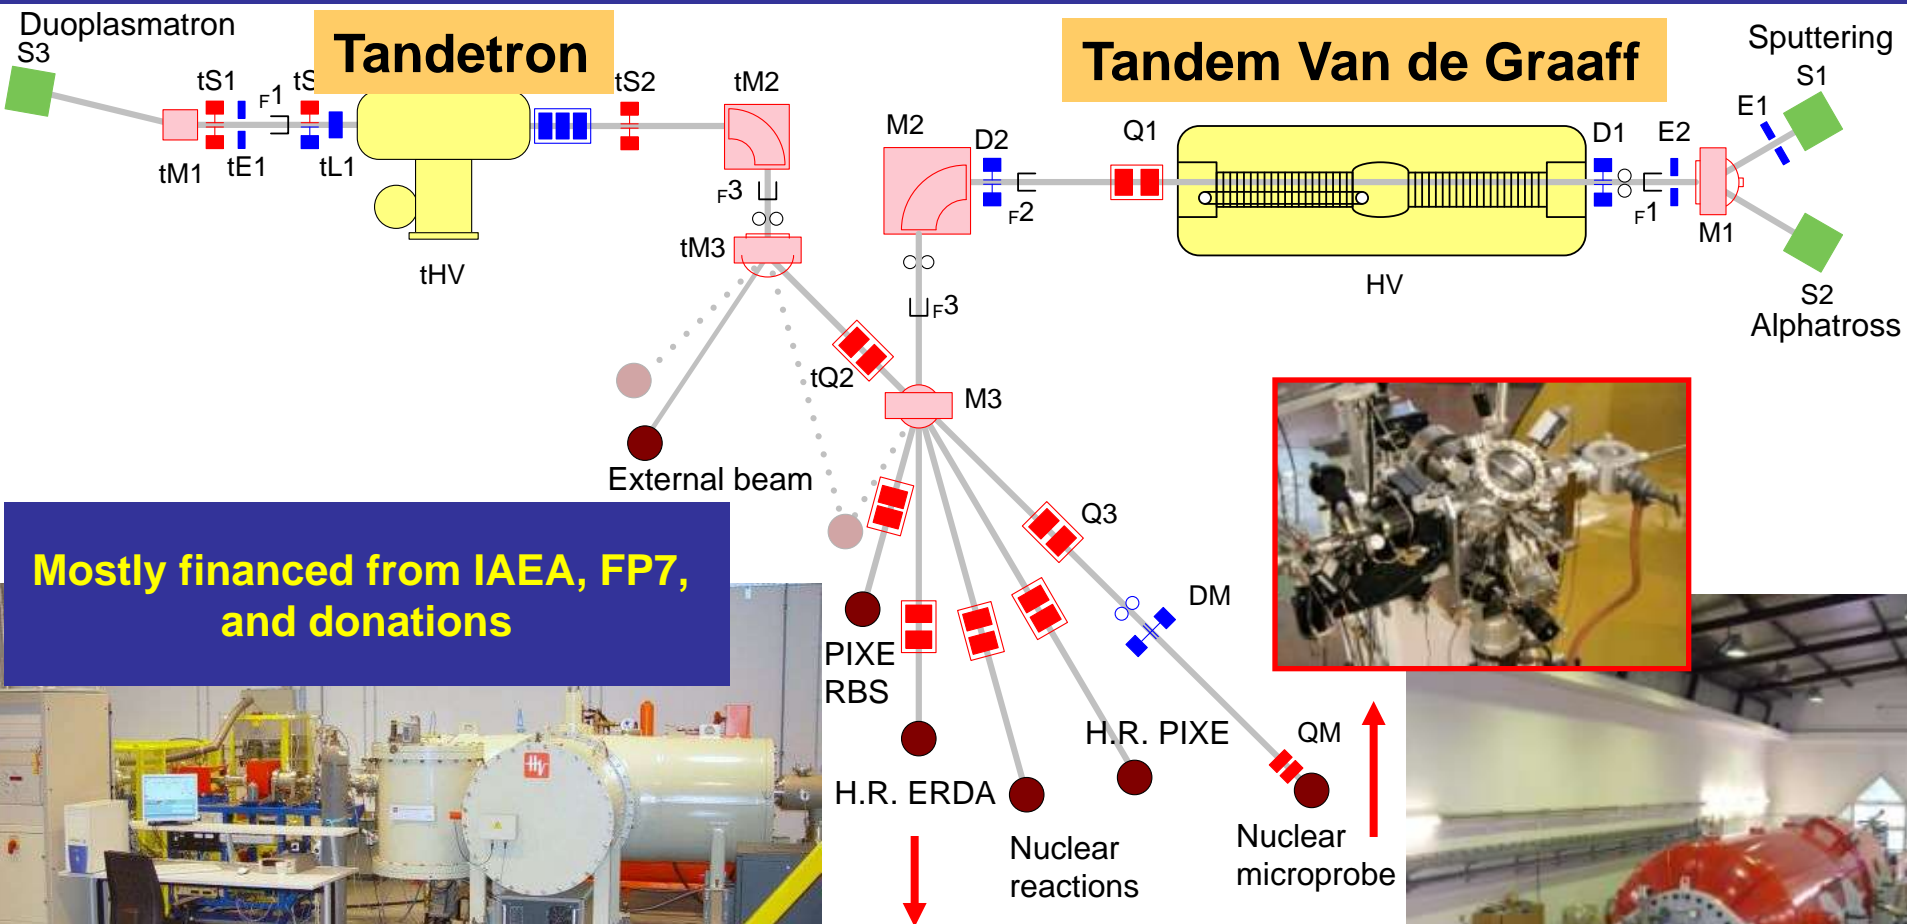 Duoplasmatron
S3
Tandetron
Tandem Van de Graaff
Sputtering
S1
tS1
F1
tS
tS2
tM2
M2
D2
Q1
D1
E2
E1
tM1
tE1
tL1
F3
F2
F1
M1
tM3
tHV
HV
S2
Alphatross
F3
tQ2
M3
External beam
Q3
Mostly financed from IAEA, FP7,
and donations
DM
PIXE
RBS
H.R. PIXE
QM
H.R. ERDA
Nuclear
reactions
Nuclear
microprobe